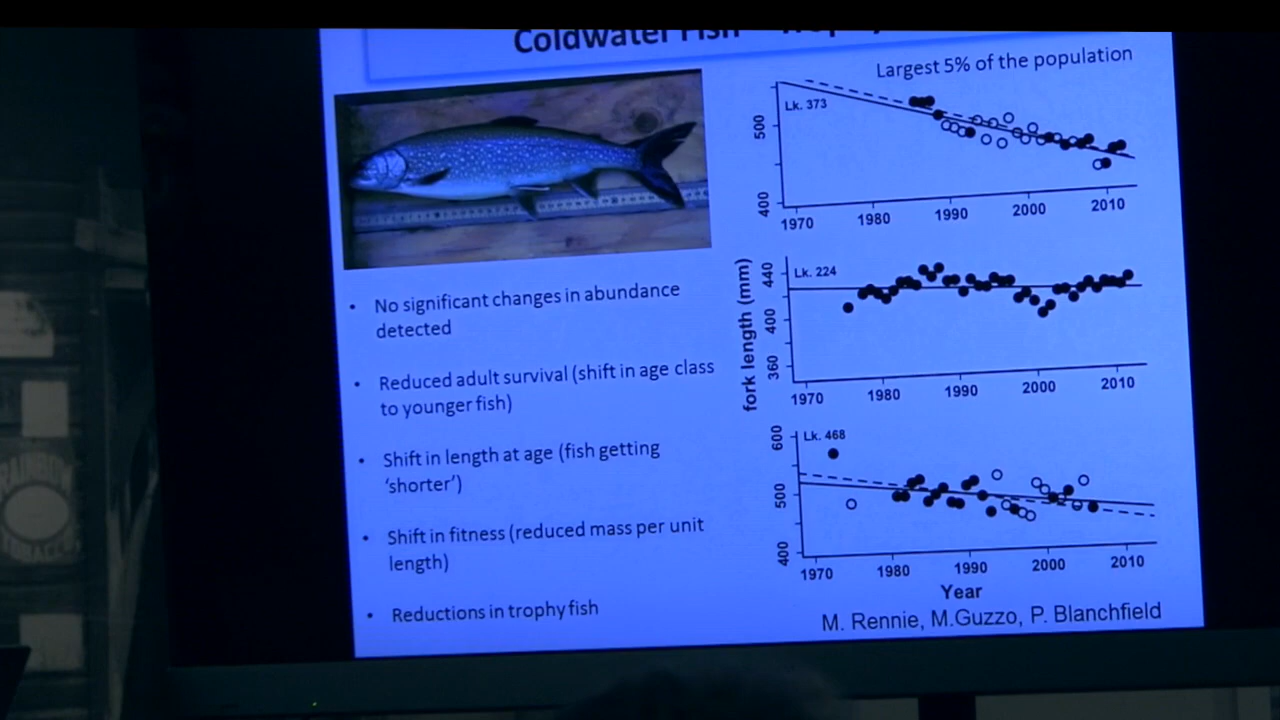 Coldwater Fish
Largest 5% of the population
• No significant changes in abundance
detected
• Reduced adult survival (shift in age class
to younger fish)
• Shift in length at age (fish getting
‘shorter’)
• Shift in fitness (reduced mass per unit
length)
• Reductions in trophy fish
Lk. 373
500
400
1970 1980 1990 2000 2010
fork length (mm)
Lk. 224
440
400
360
1970 1980 1990 2000 2010
Lk. 468
600
500
400
1970 1980 1990 2000 2010
Year
M. Rennie, M.Guzzo, P. Blanchfield